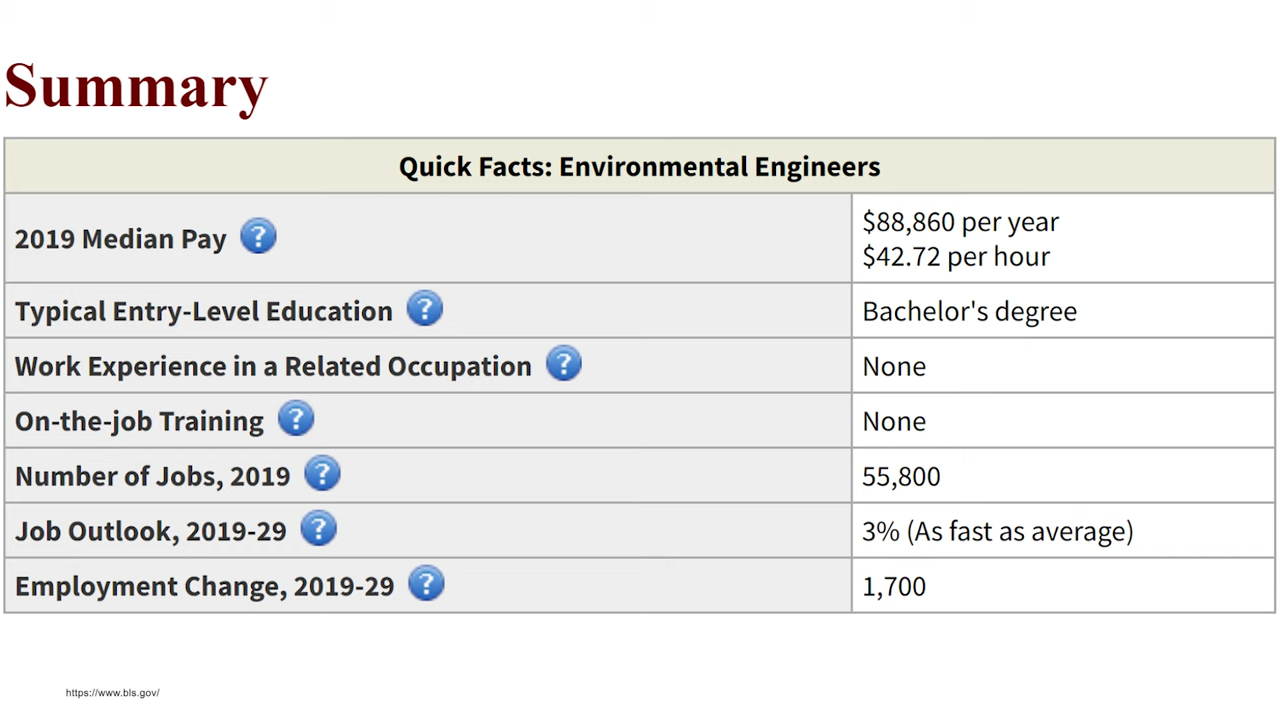 Summary
Quick Facts: Environmental Engineers
2019 Median Pay ?
$88,860 per year
$42.72 per hour
Typical Entry-Level Education ?
Bachelor's degree
Work Experience in a Related Occupation ?
None
On-the-job Training ?
None
Number of Jobs, 2019 ?
55,800
Job Outlook, 2019-29 ?
3% (As fast as average)
Employment Change, 2019-29 ?
1,700
https://www.bls.gov/